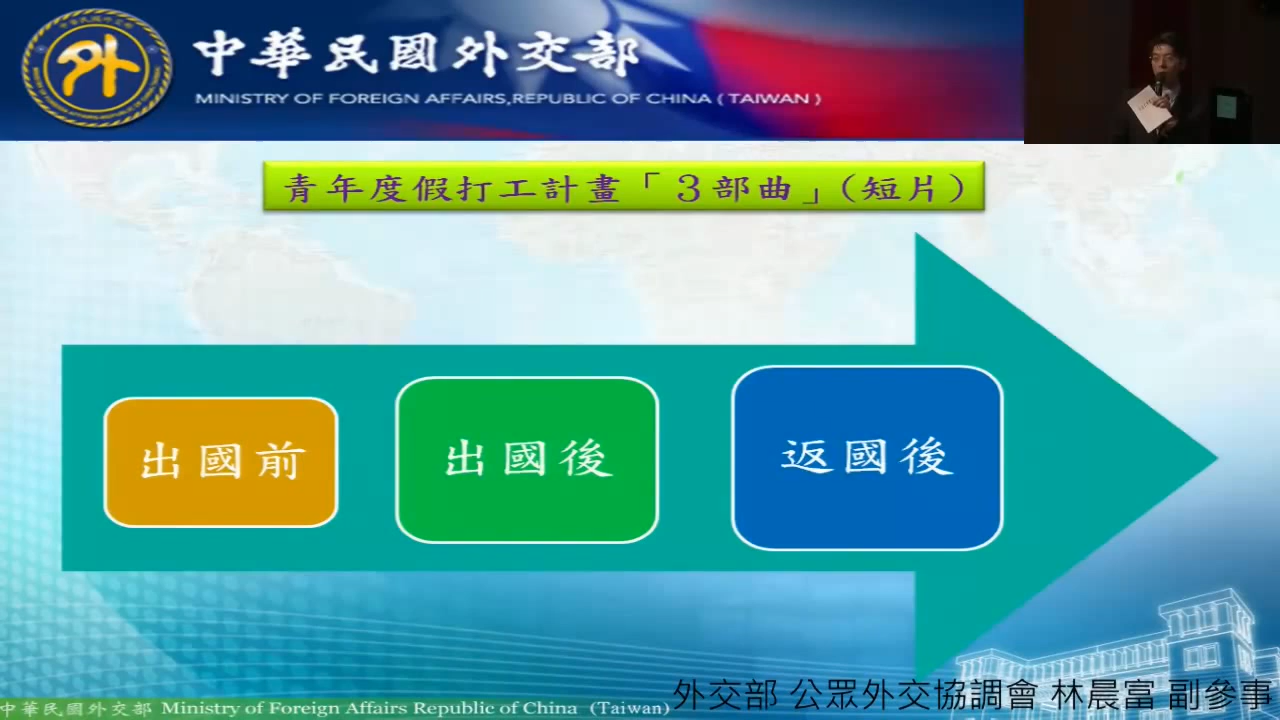 外
中華民國外交部
MINISTRY OF FOREIGN AFFAIRS,REPUBLIC OF CHINA ( TAIWAN )
青年度假打工計畫「３部曲」(短片)
出國前
出國後
返國後
外交部 公眾外交協調會 林晨富 副參事
中華民國外交部 Ministry of Foreign Affairs Republic of China (Taiwan)